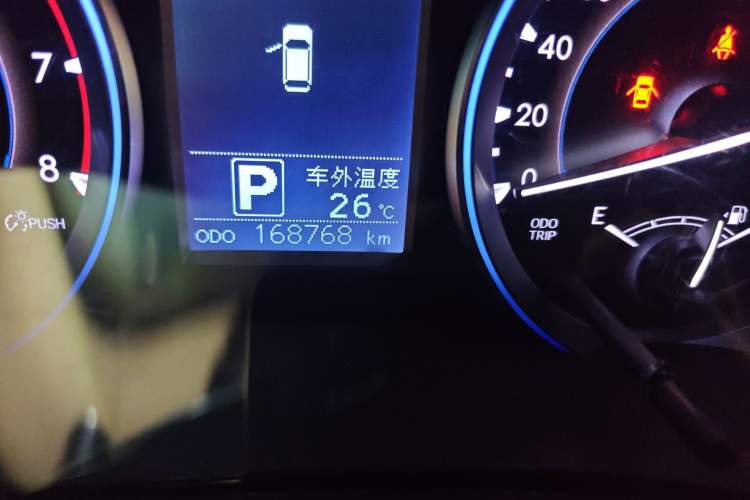 7
8
PUSH
P
车外温度
26 ℃
ODO 168768 km
40
20
0
ODO
TRIP
E